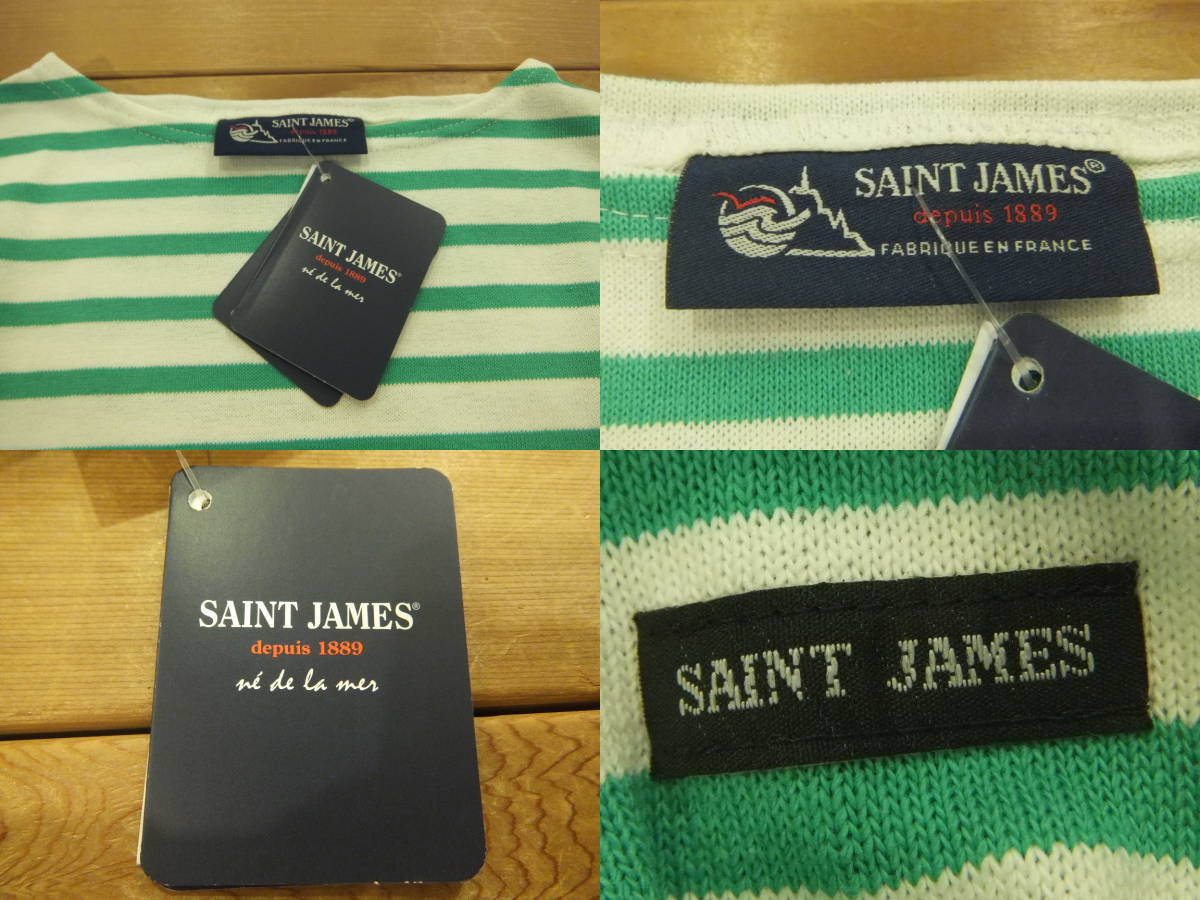 SAINT JAMES
depuis 1889
FABRIQUE EN FRANCE
SAINT JAMES®
depuis 1889
né de la mer
SAINT JAMES®
depuis 1889
FABRIQUE EN FRANCE
SAINT JAMES®
depuis 1889
né de la mer
SAINT JAMES